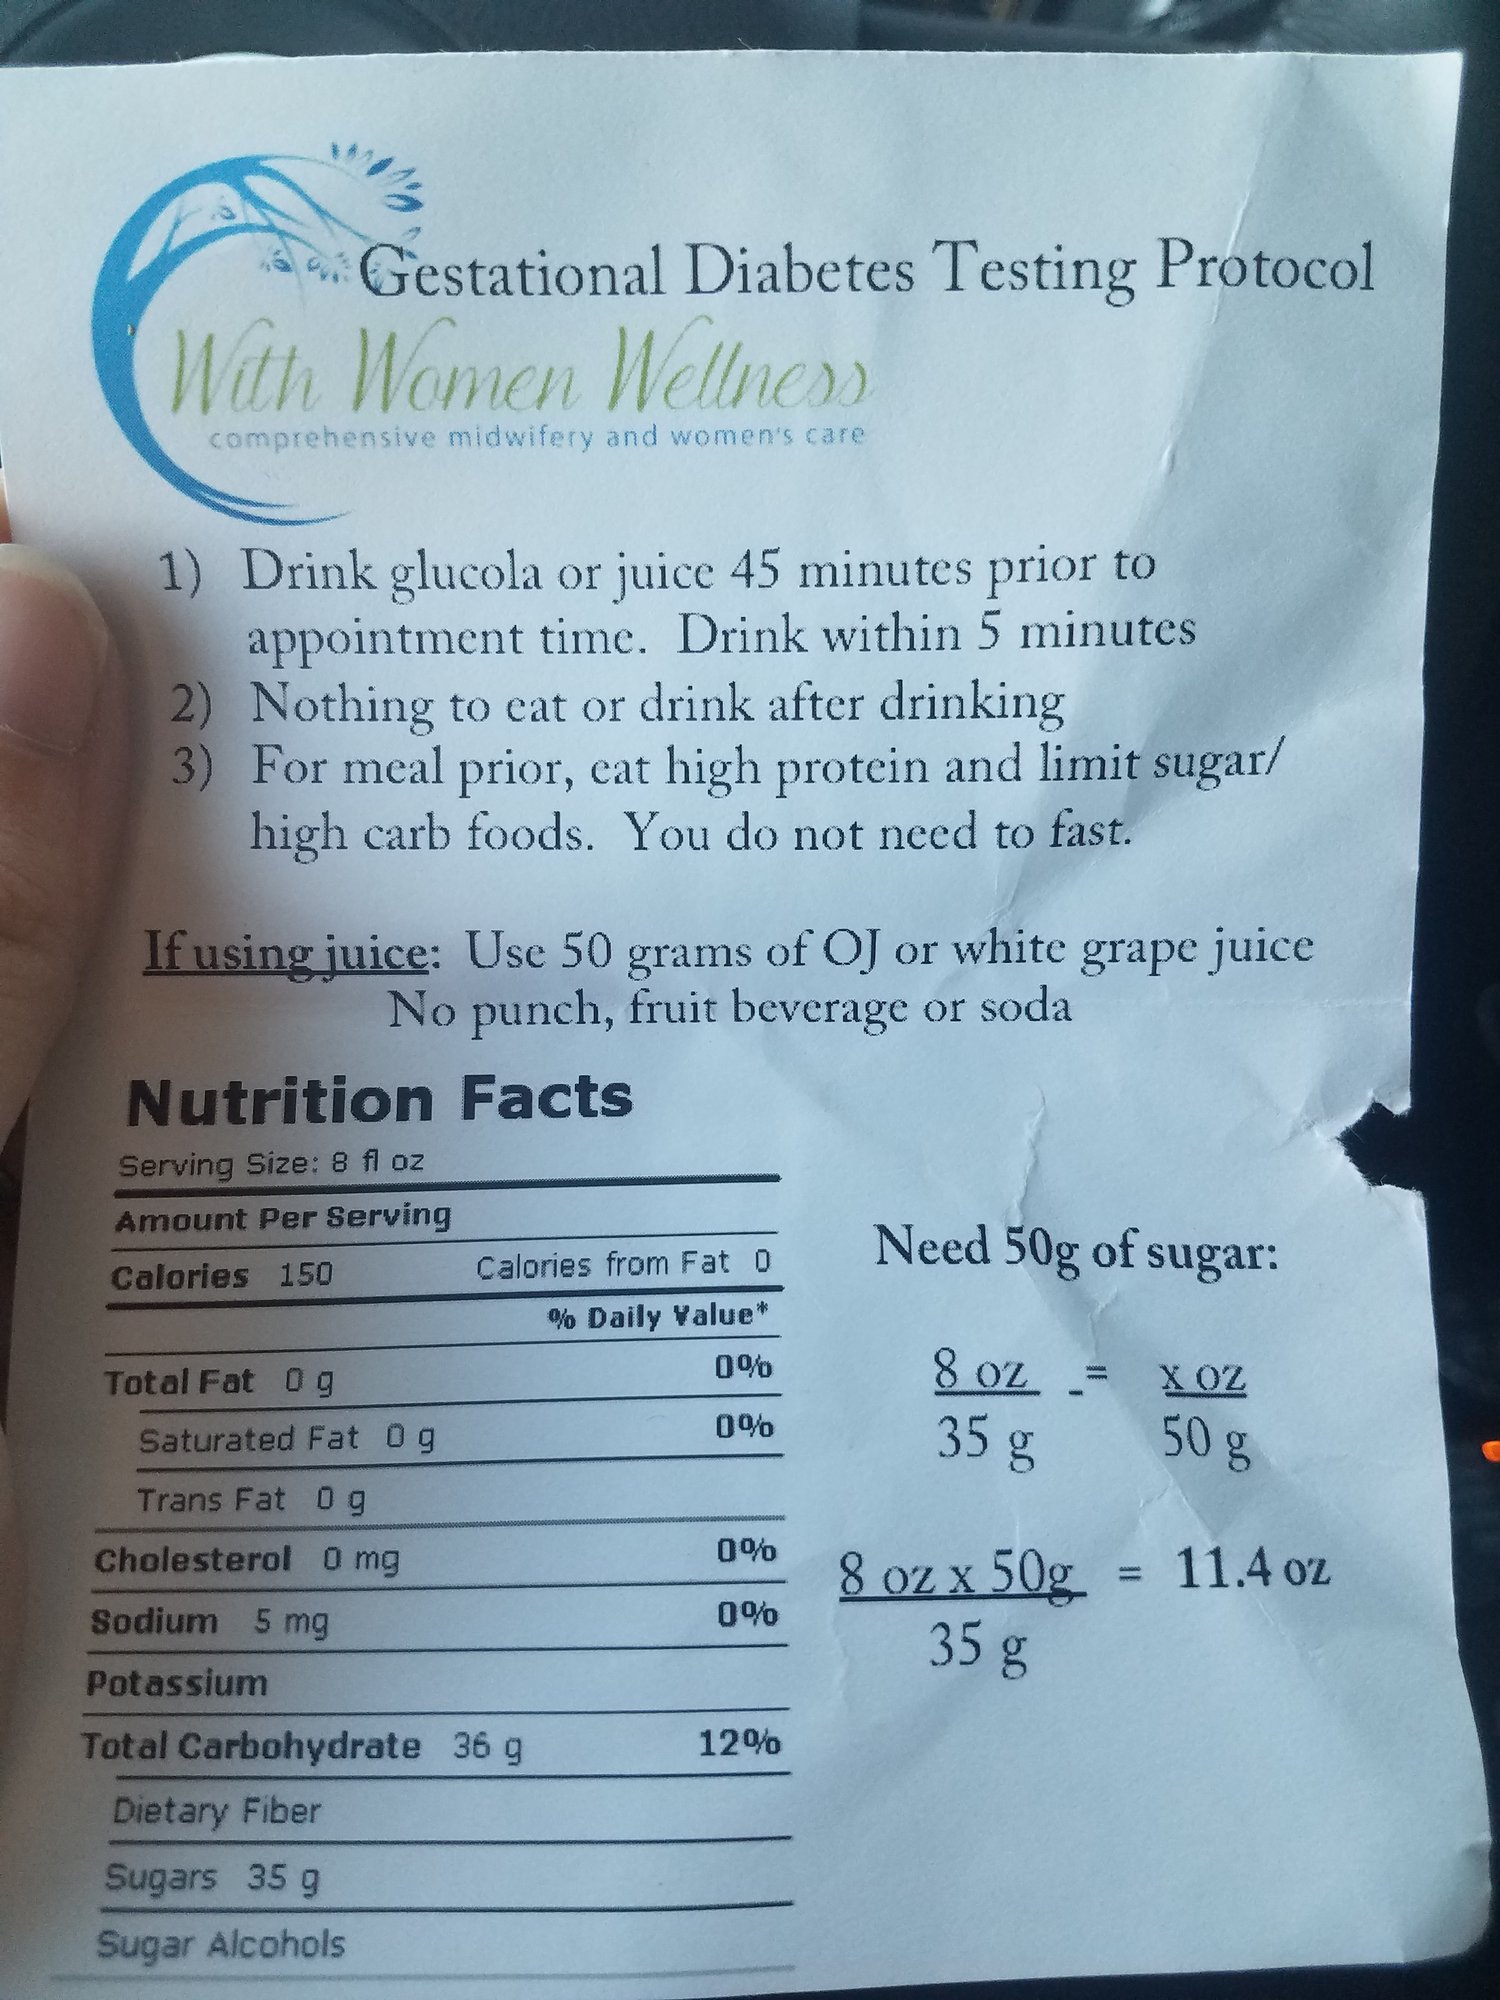 Gestational Diabetes Testing Protocol
With Women Wellness
comprehensive midwifery and women's care
1) Drink glucola or juice 45 minutes prior to
appointment time. Drink within 5 minutes
2) Nothing to eat or drink after drinking
3) For meal prior, eat high protein and limit sugar/
high carb foods. You do not need to fast.
If using juice: Use 50 grams of OJ or white grape juice
No punch, fruit beverage or soda
Nutrition Facts
Serving Size: 8 fl oz
Amount Per Serving
Calories 150 Calories from Fat 0
% Daily Value*
Total Fat 0 g 0%
Saturated Fat 0 g 0%
Trans Fat 0 g
Cholesterol 0 mg 0%
Sodium 5 mg 0%
Potassium
Total Carbohydrate 36 g 12%
Dietary Fiber
Sugars 35 g
Sugar Alcohols
Need 50g of sugar:
8 oz = x oz
35 g 50 g
8 oz x 50g = 11.4 oz
35 g